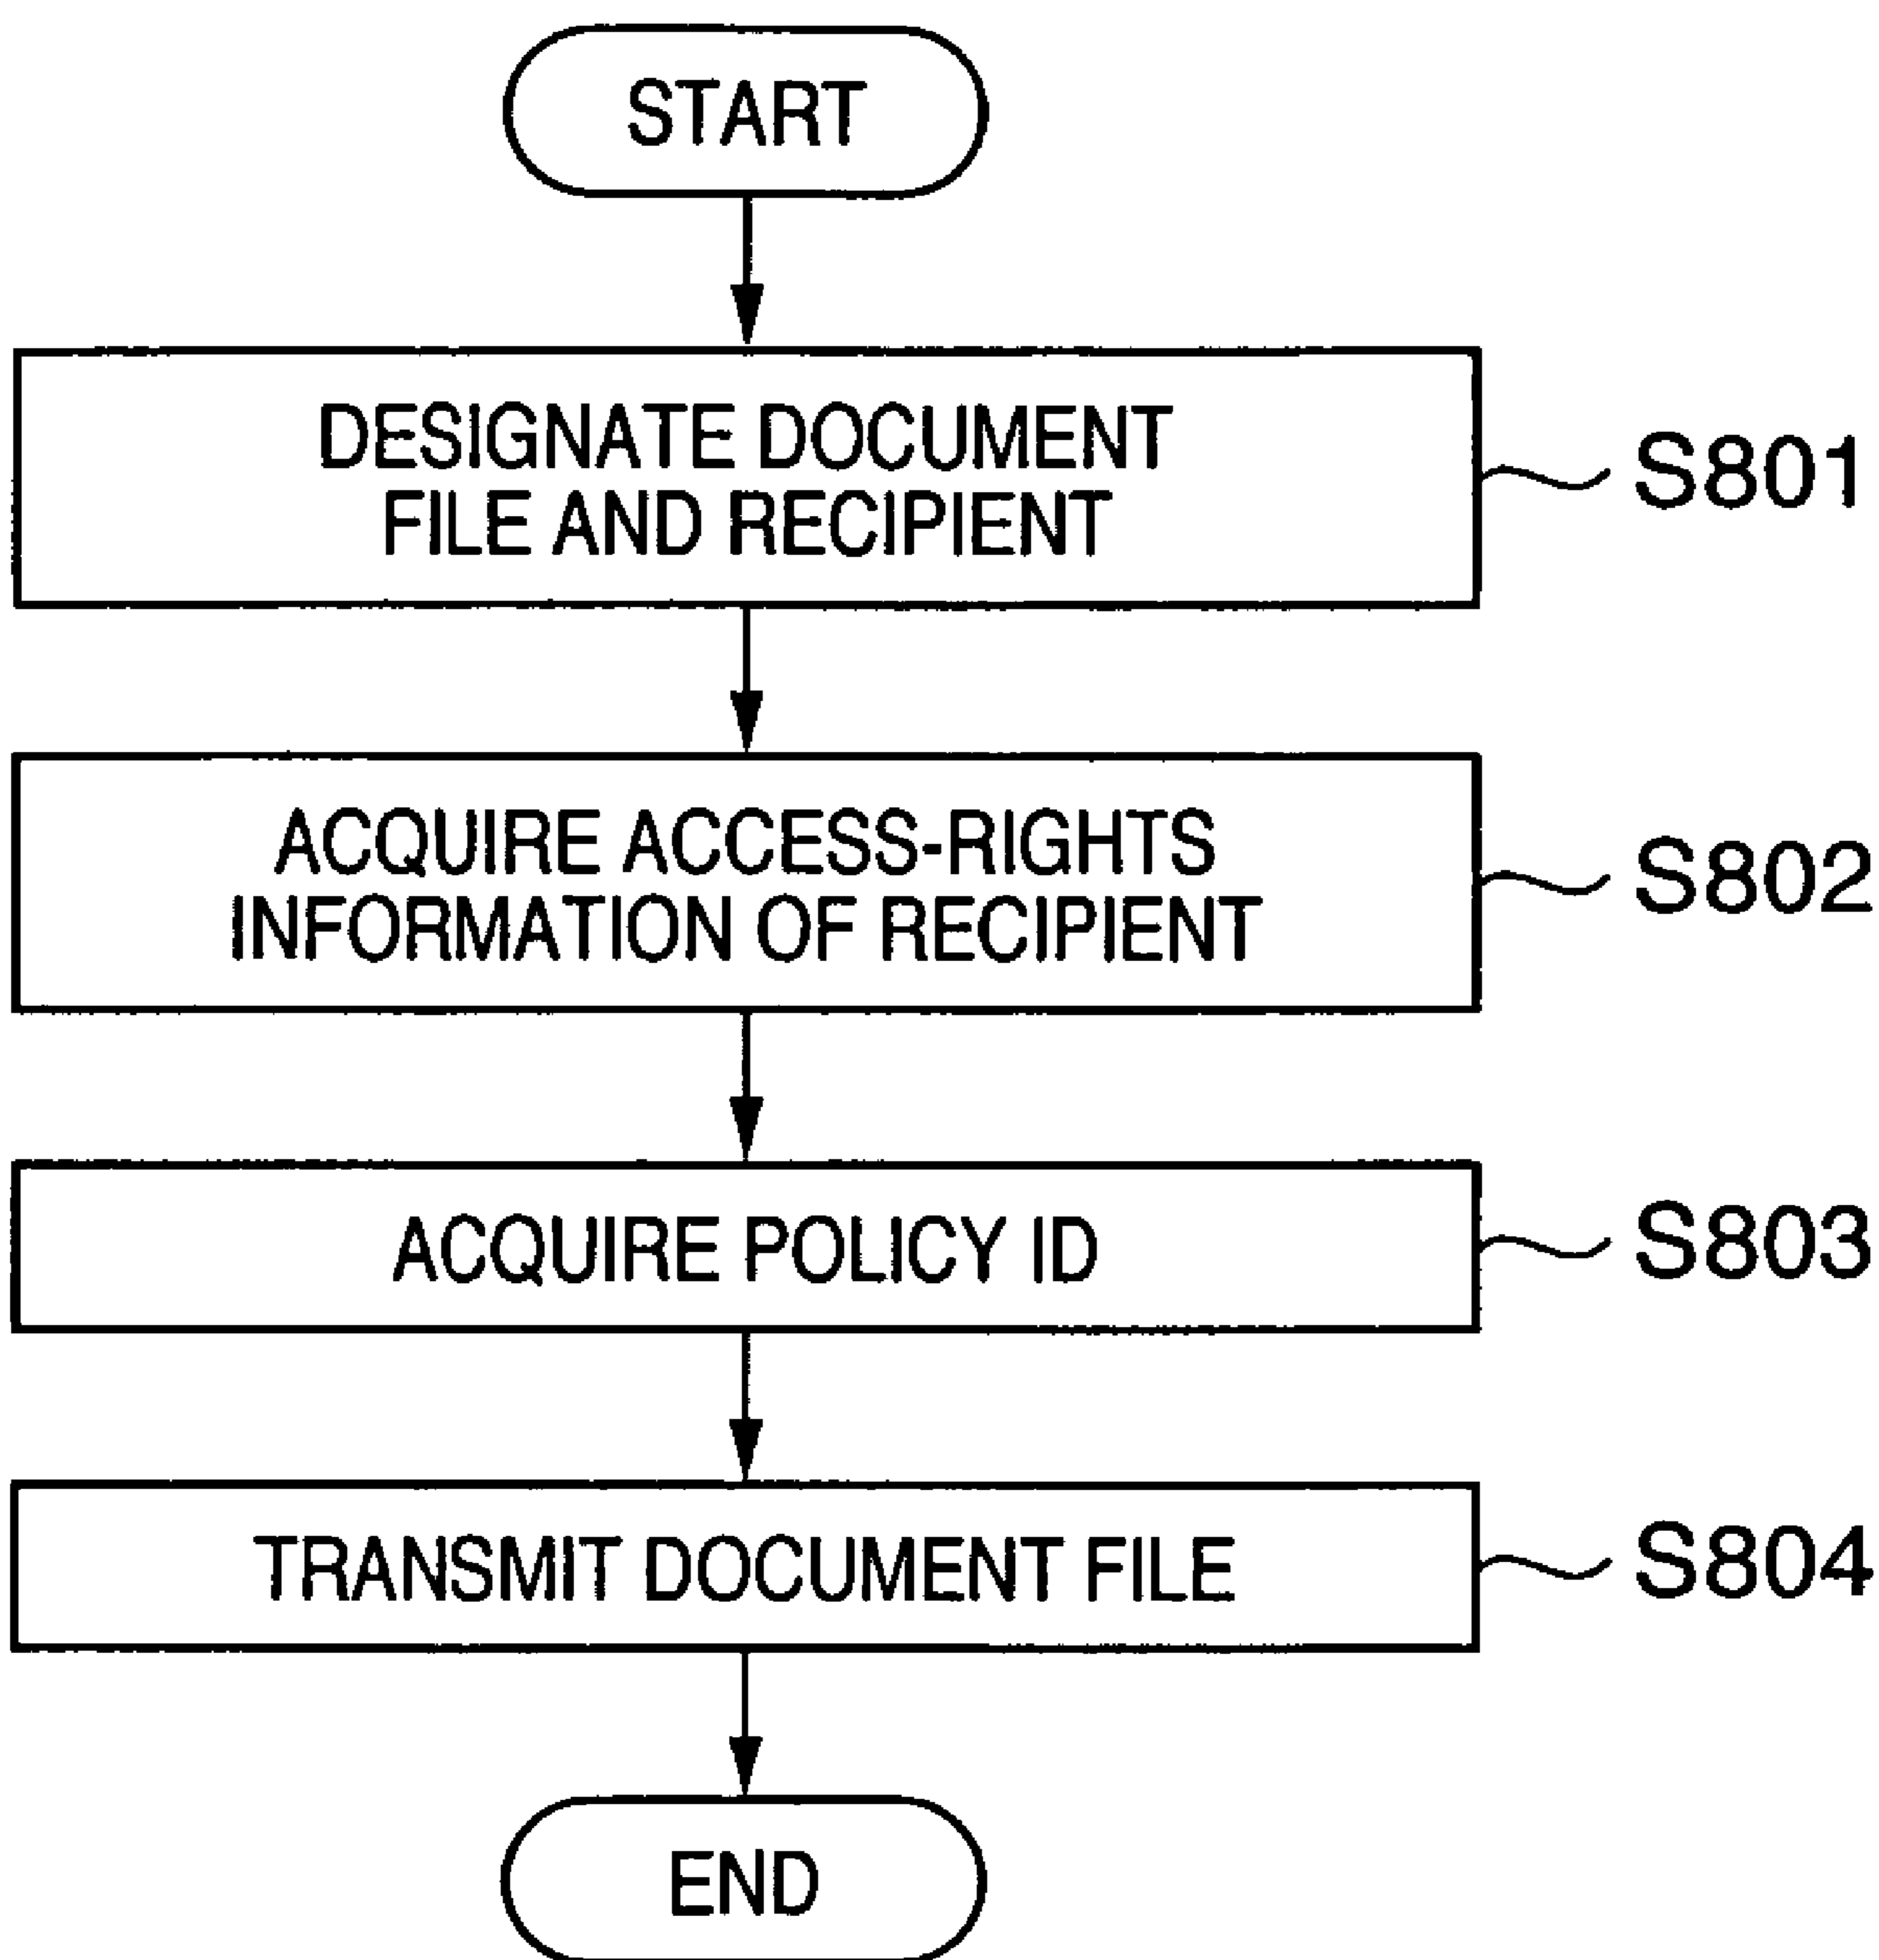 START
DESIGNATE DOCUMENT
FILE AND RECIPIENT
S801
ACQUIRE ACCESS-RIGHTS
INFORMATION OF RECIPIENT
S802
ACQUIRE POLICY ID
S803
TRANSMIT DOCUMENT FILE
S804
END